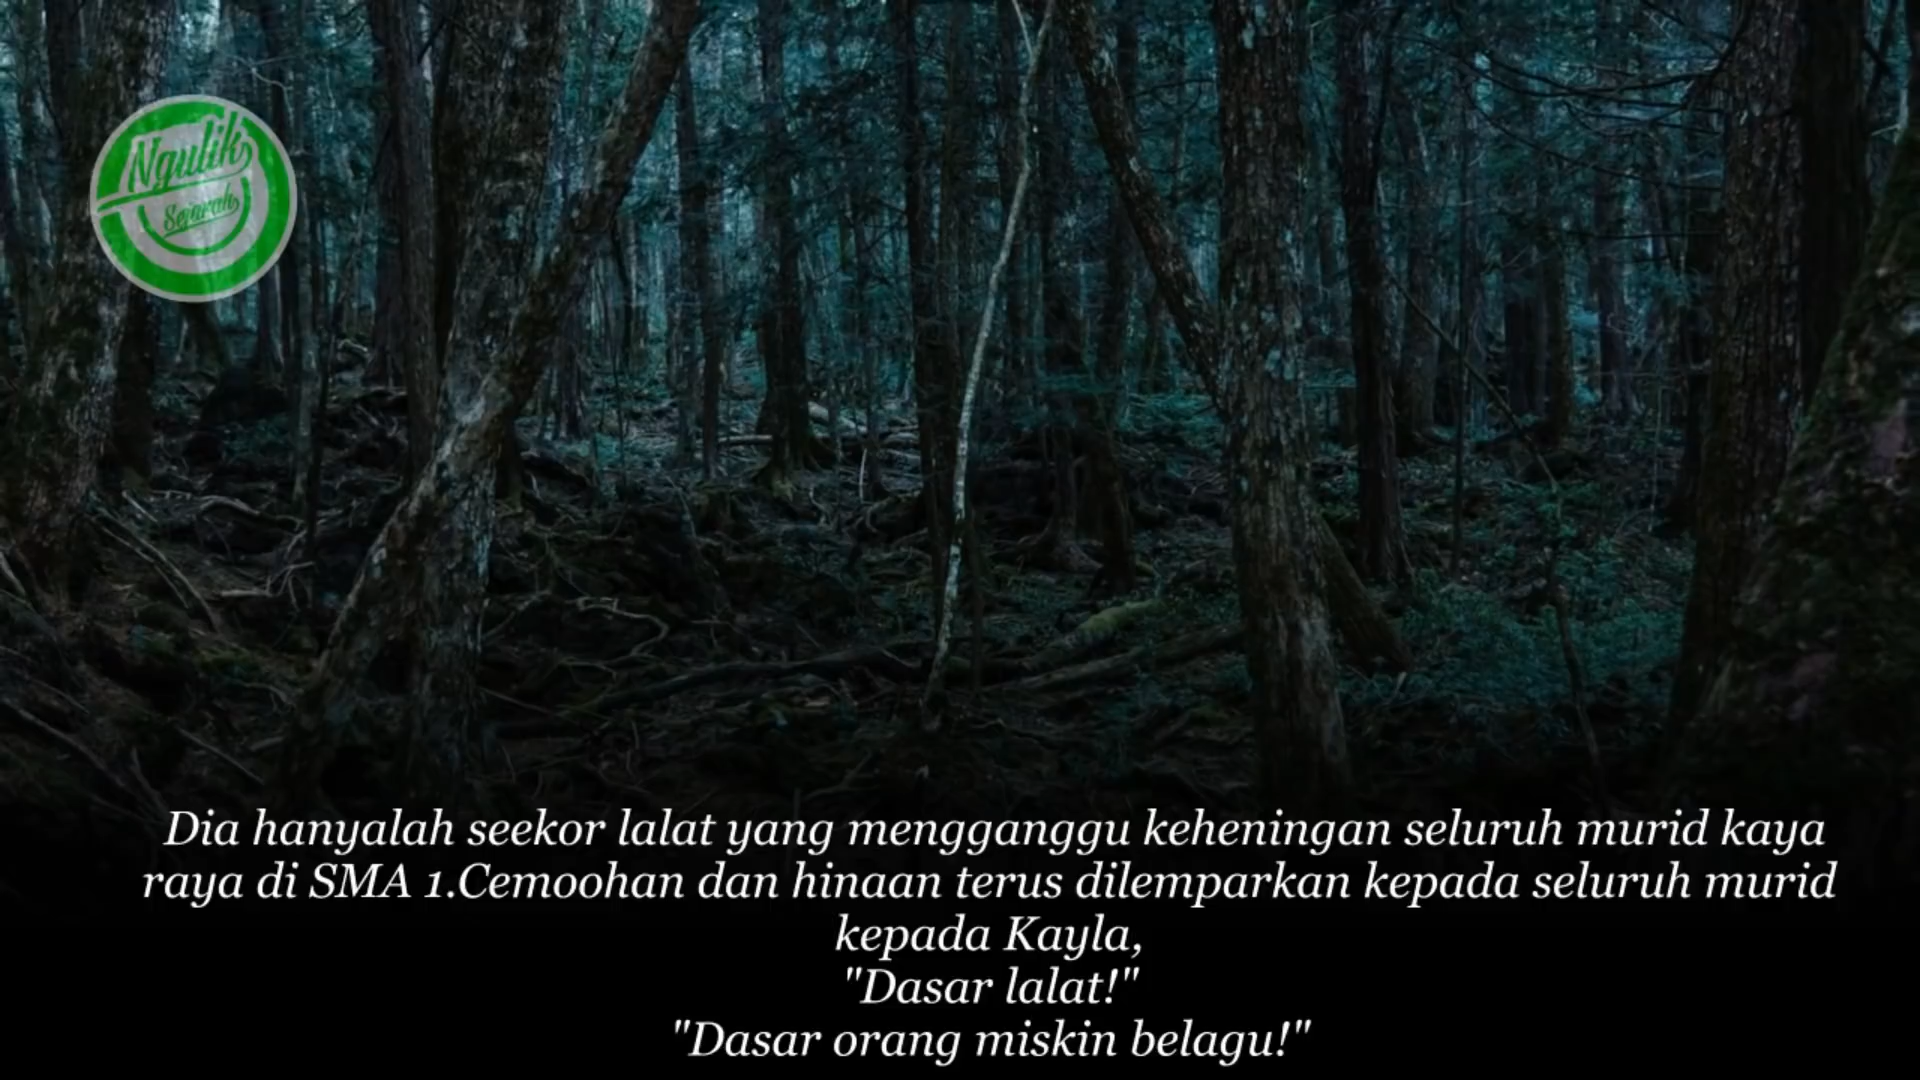 Ngulik
Sejarah
Dia hanyalah seekor lalat yang mengganggu keheningan seluruh murid kaya
raya di SMA 1.Cemoohan dan hinaan terus dilemparkan kepada seluruh murid
kepada Kayla,
"Dasar lalat!"
"Dasar orang miskin belagu!"